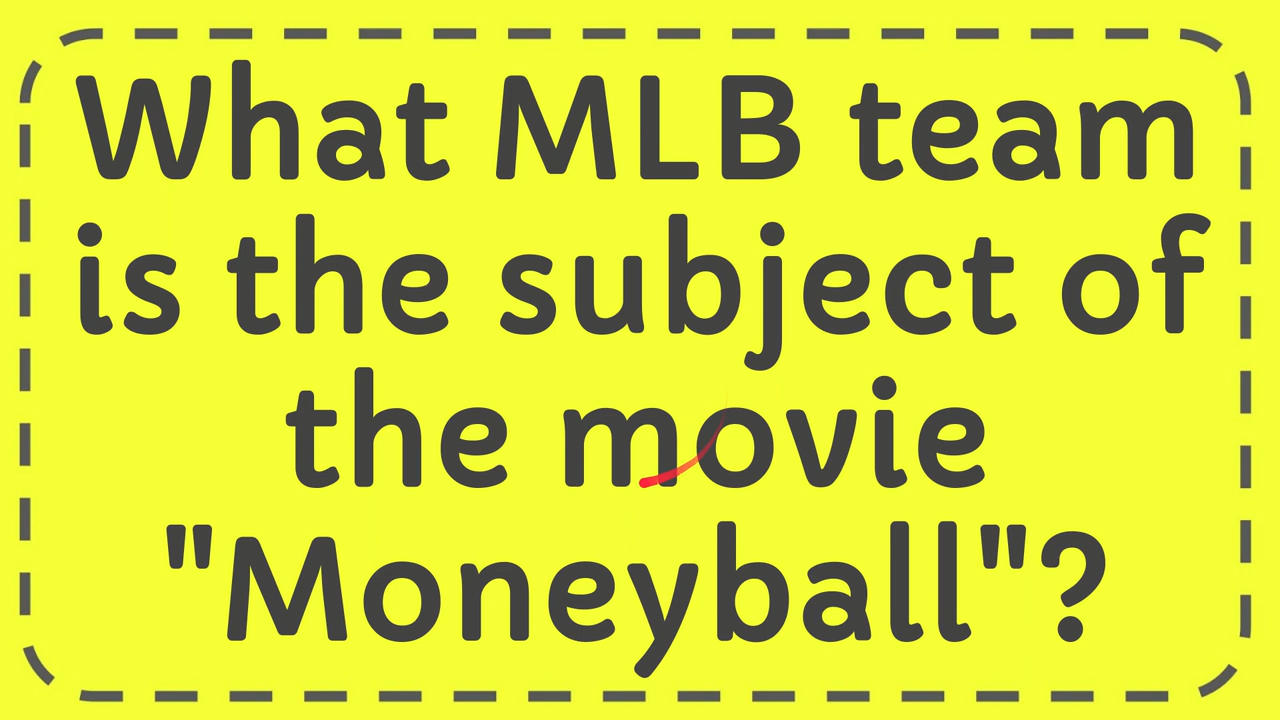 What MLB team
is the subject of
the movie
"Moneyball"?